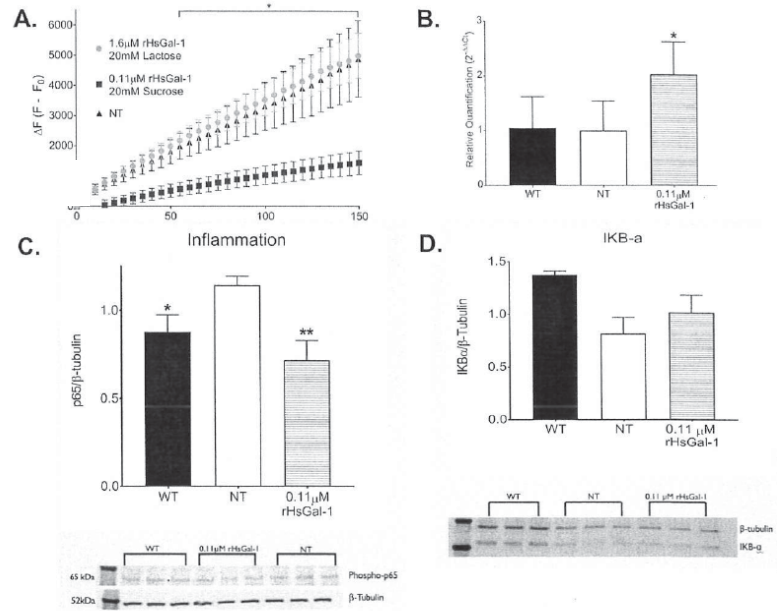 A.
6000
5000
4000
2000
ΔF (F - F₀)
1.6μM rHsGal-1
20mM Lactose
0.11μM rHsGal-1
20mM Sucrose
NT
*
0
50
100
150
B.
Relative Quantification (2^-ΔΔCt)
3
2
1
0
*
WT
NT
0.11μM
rHsGal-1
C.
Inflammation
p65/β-tubulin
1.0
0.5
0.0
*
**
WT
NT
0.11μM
rHsGal-1
WT
0.11μM rHsGal-1
NT
65 kDa
Phospho-p65
52kDa
β-Tubulin
D.
IKB-a
IKBα/β-Tubulin
1.5
1.0
0.5
0.0
WT
NT
0.11 μM
rHsGal-1
WT
NT
0.11 μM rHsGal-1
β-tubulin
IKB-α